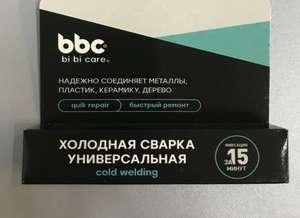 bbc
bi bi care
НАДЕЖНО СОЕДИНЯЕТ МЕТАЛЛЫ,
ПЛАСТИК, КЕРАМИКУ, ДЕРЕВО
quik repair быстрый ремонт
ХОЛОДНАЯ СВАРКА
УНИВЕРСАЛЬНАЯ
cold welding
ФИКСАЦИЯ
ЗА 15
МИНУТ